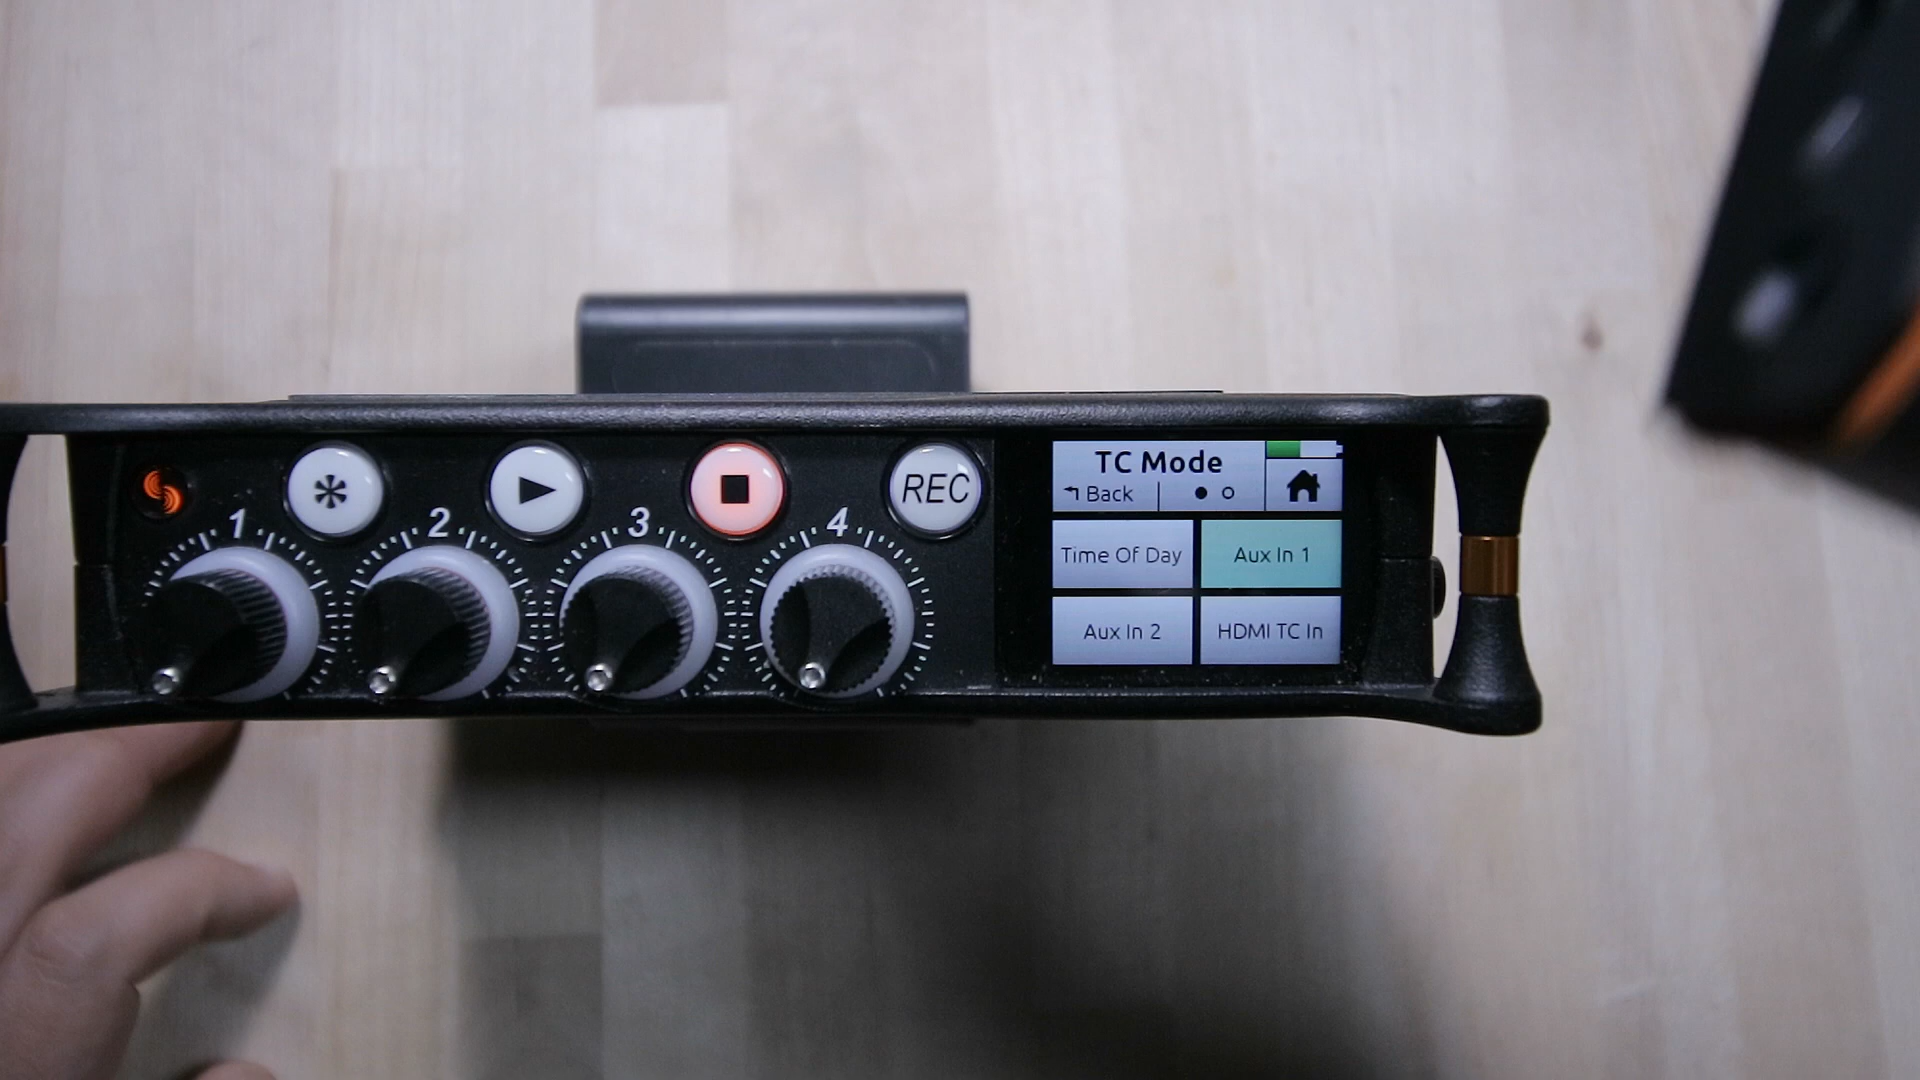 1
2
3
4
REC
TC Mode
Back
Time Of Day
Aux In 1
Aux In 2
HDMI TC In